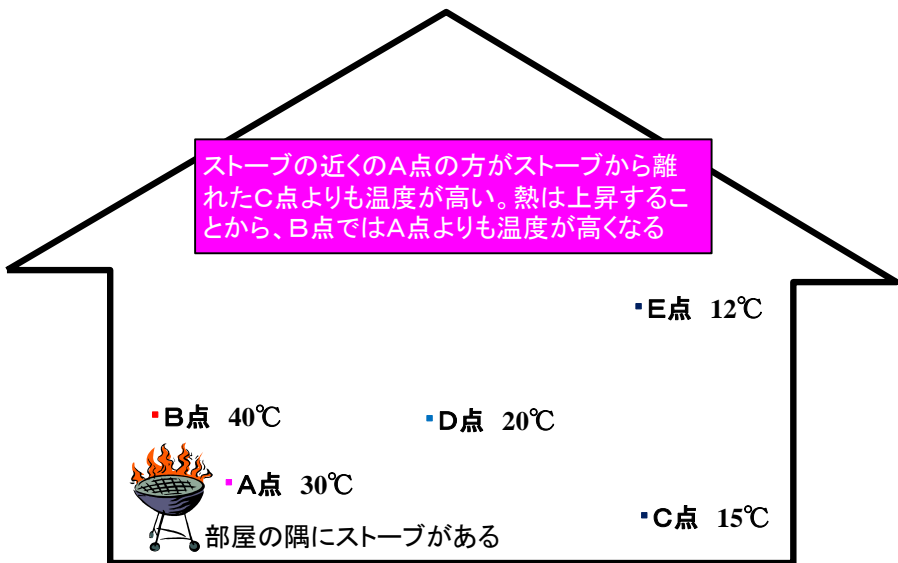 ストーブの近くのA点の方がストーブから離
れたC点よりも温度が高い。熱は上昇するこ
とから、B点ではA点よりも温度が高くなる
E点 12℃
B点 40℃
D点 20℃
A点 30℃
C点 15℃
部屋の隅にストーブがある